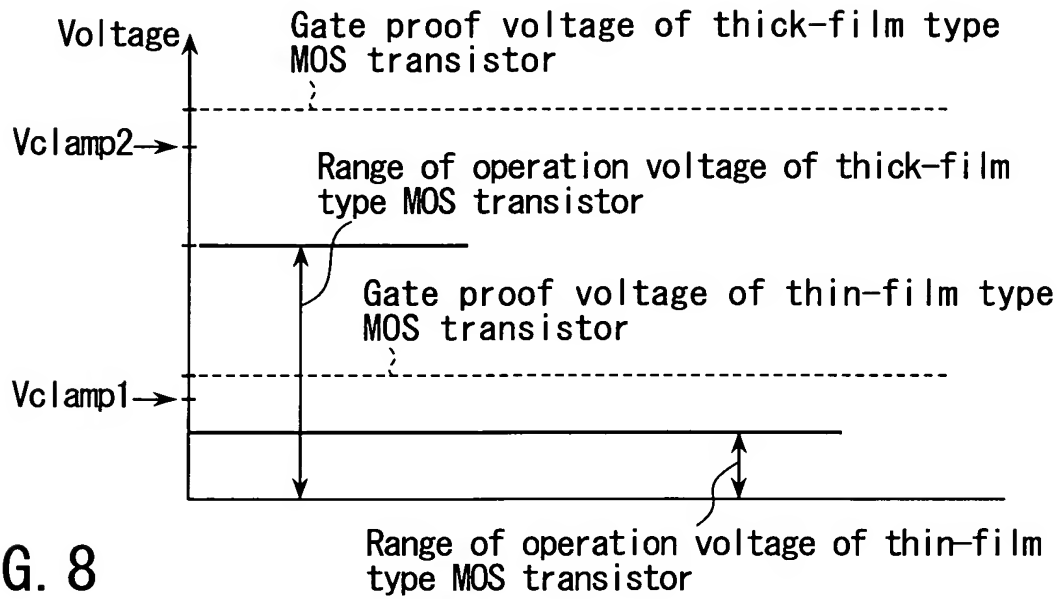 Voltage
Gate proof voltage of thick-film type
MOS transistor
Vclamp2
Range of operation voltage of thick-film
type MOS transistor
Gate proof voltage of thin-film type
MOS transistor
Vclamp1
Range of operation voltage of thin-film
type MOS transistor
G. 8